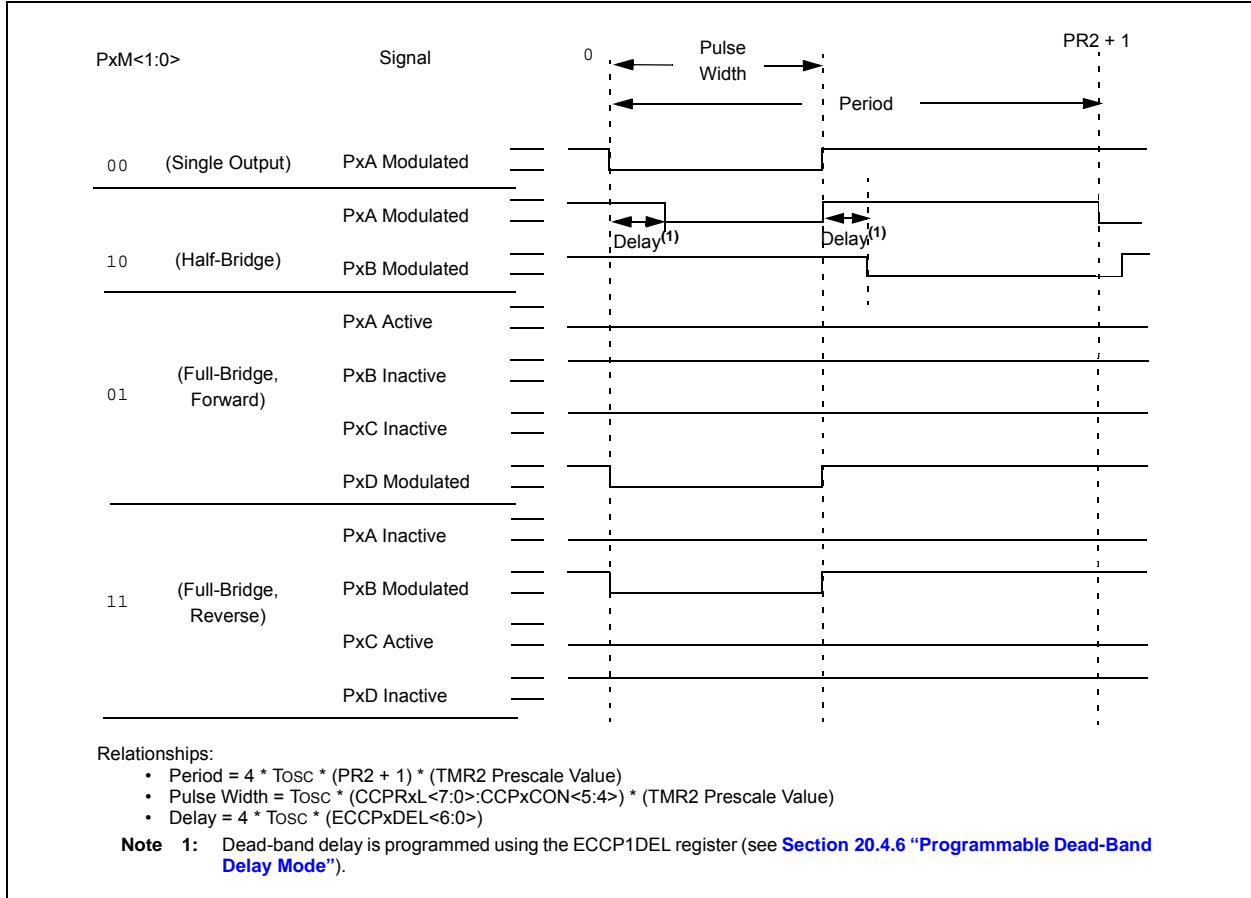 PxM<1:0> Signal 0 Pulse Width PR2 + 1
Period
00 (Single Output) PxA Modulated
PxA Modulated
Delay(1) Delay(1)
10 (Half-Bridge) PxB Modulated
PxA Active
01 (Full-Bridge, Forward) PxB Inactive
PxC Inactive
PxD Modulated
PxA Inactive
11 (Full-Bridge, Reverse) PxB Modulated
PxC Active
PxD Inactive
Relationships:
• Period = 4 * TOSC * (PR2 + 1) * (TMR2 Prescale Value)
• Pulse Width = TOSC * (CCPRxL<7:0>:CCPxCON<5:4>) * (TMR2 Prescale Value)
• Delay = 4 * TOSC * (ECCPxDEL<6:0>)
Note 1: Dead-band delay is programmed using the ECCP1DEL register (see Section 20.4.6 “Programmable Dead-Band
Delay Mode”).